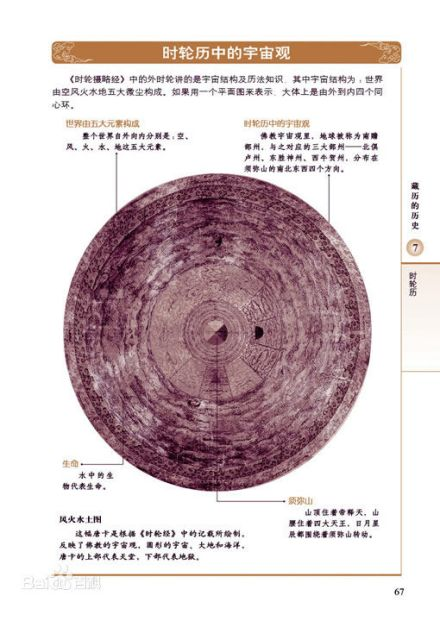 时轮历中的宇宙观
《时轮摄略经》中的外时轮讲的是宇宙结构及历法知识，其中宇宙结构为：世界
由空风火水地五大微尘构成。如果用一个平面图来表示，大体上是由外到内四个同
心环。
世界由五大元素构成
整个世界自外向内分别是：空、
风、火、水、地这五大元素。
时轮历中的宇宙观
佛教宇宙观里，地球被称为南赡
部州，与之对应的三大部州——北俱
卢州、东胜神州、西牛贺州，分布在
须弥山的南北东西四个方向。
藏历的历史
7
时轮历
生命
水中的生
物代表生命。
须弥山
山顶住着帝释天，山
腰住着四大天王，日月星
辰都围绕着须弥山转动。
风火水土图
这幅唐卡是根据《时轮经》中的记载所绘制，
反映了佛教的宇宙观，圆形的宇宙、大地和海洋，
唐卡的上部代表天堂，下部代表地狱。
Bai百科
67